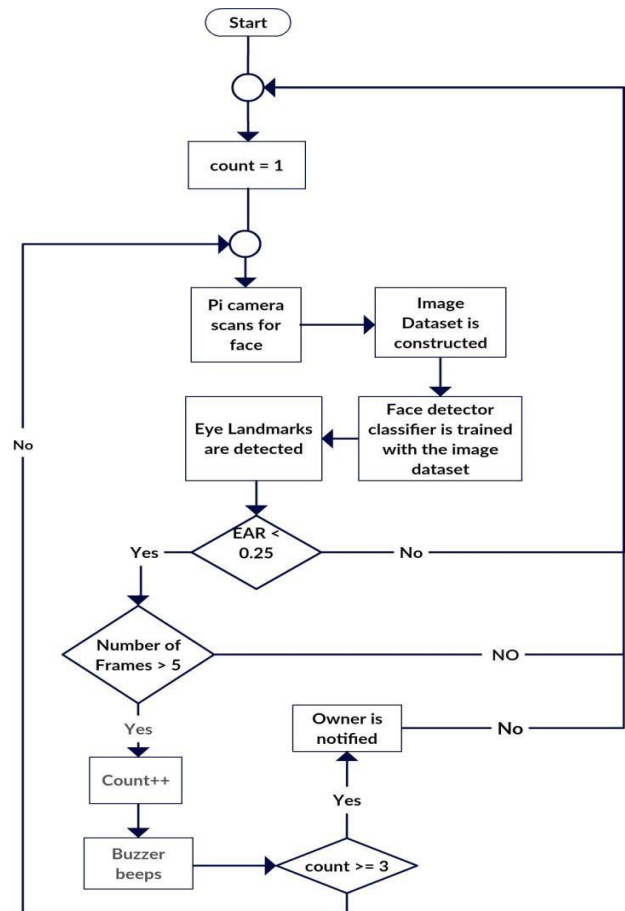 Start
count = 1
Pi camera
scans for
face
Image
Dataset is
constructed
Face detector
classifier is trained
with the image
dataset
Eye Landmarks
are detected
No
EAR <
0.25
Yes
No
Number of
Frames > 5
NO
Yes
Owner is
notified
No
Count++
Yes
Buzzer
beeps
count >= 3